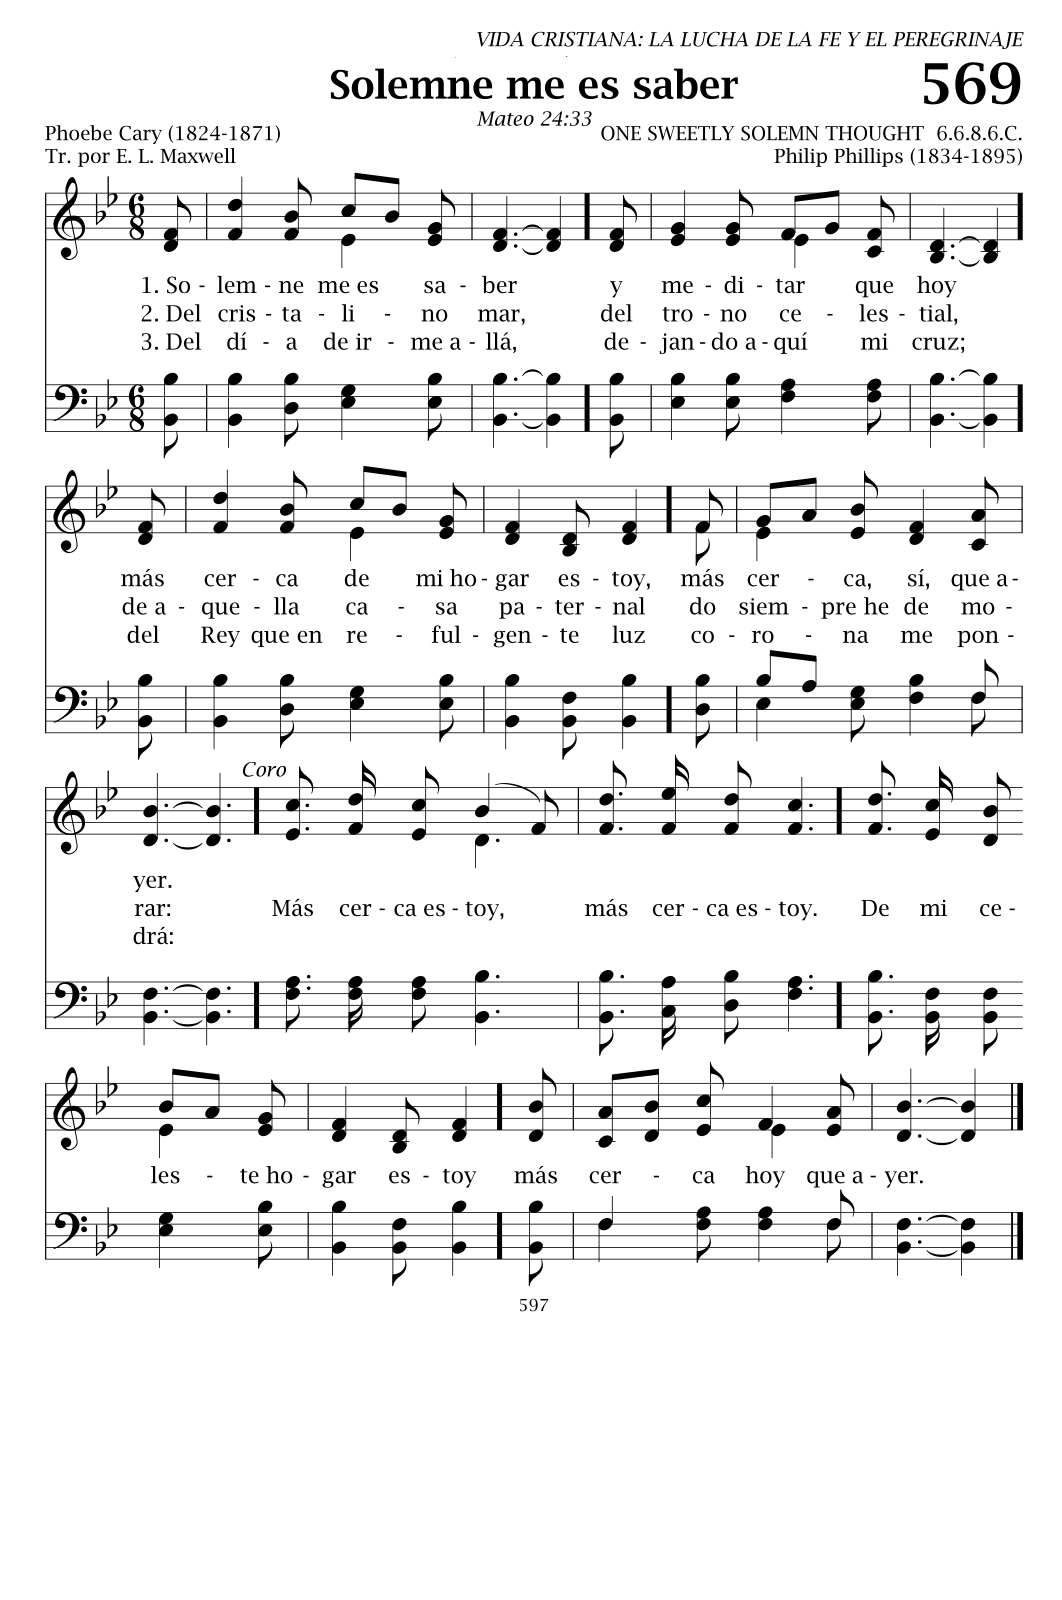 VIDA CRISTIANA: LA LUCHA DE LA FE Y EL PEREGRINAJE
Solemne me es saber 569
Mateo 24:33
Phoebe Cary (1824-1871) ONE SWEETLY SOLEMN THOUGHT 6.6.8.6.C.
Tr. por E. L. Maxwell Philip Phillips (1834-1895)
6 8
1. So - lem - ne me es sa - ber y me - di - tar que hoy
2. Del cris - ta - li - no mar, del tro - no ce - les - tial,
3. Del dí - a de ir - me a - llá, de - jan - do a - quí mi cruz;
6 8
más cer - ca de mi ho - gar es - toy, más cer - ca, sí, que a -
de a - que - lla ca - sa pa - ter - nal do siem - pre he de mo -
del Rey que en re - ful - gen - te luz co - ro - na me pon -
Coro
yer.
rar: Más cer - ca es - toy, más cer - ca es - toy. De mi ce -
drá:
les - te ho - gar es - toy más cer - ca hoy que a - yer.
597